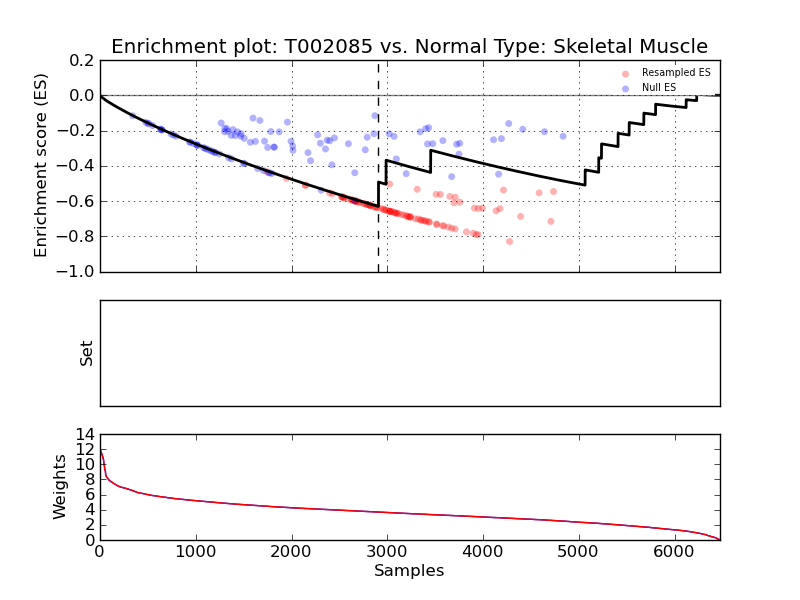 Enrichment plot: T002085 vs. Normal Type: Skeletal Muscle
0.2
0.0
−0.2
−0.4
−0.6
−0.8
−1.0
Enrichment score (ES)
Resampled ES
Null ES
Set
14
12
10
8
6
4
2
0
Weights
0 1000 2000 3000 4000 5000 6000
Samples